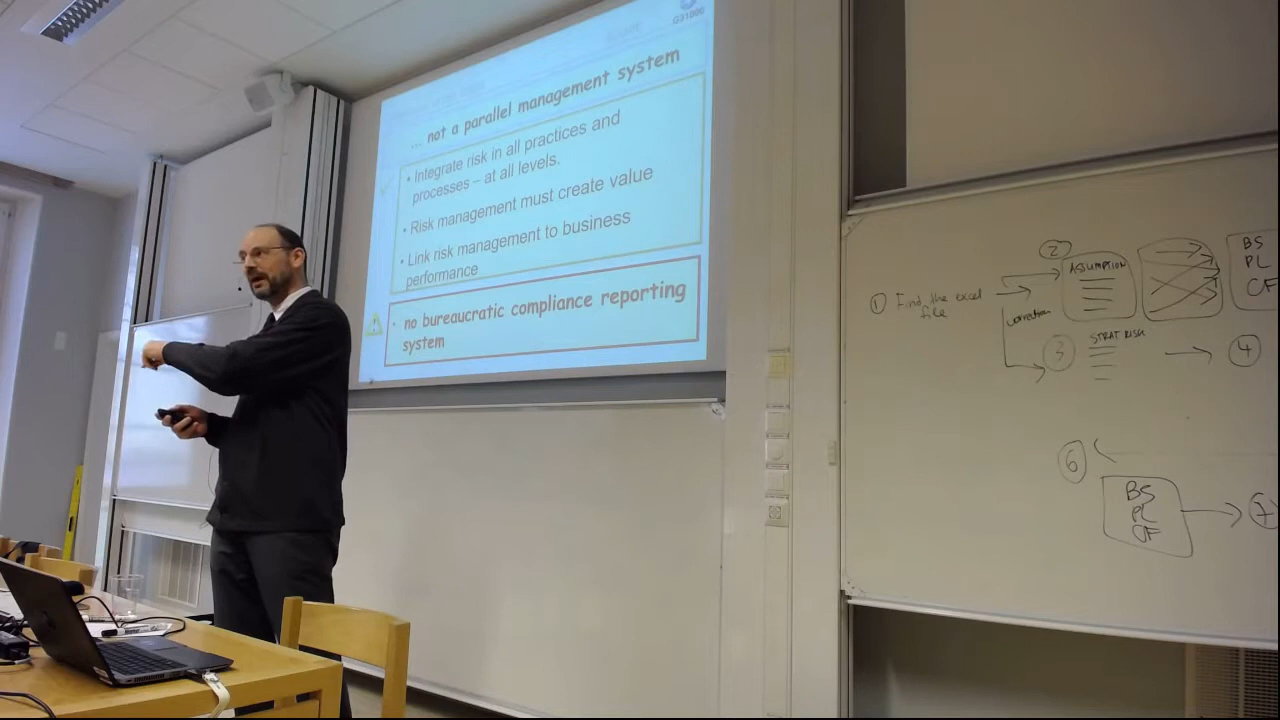 G31000
... not a parallel management system
• Integrate risk in all practices and
processes – at all levels.
• Risk management must create value
• Link risk management to business
performance
• no bureaucratic compliance reporting
system
① Find the excel
file
correction
②
ASSUMPTION
BS
PL
CF
③
STRAT RISK
④
⑥
BS
PL
CF
⑦